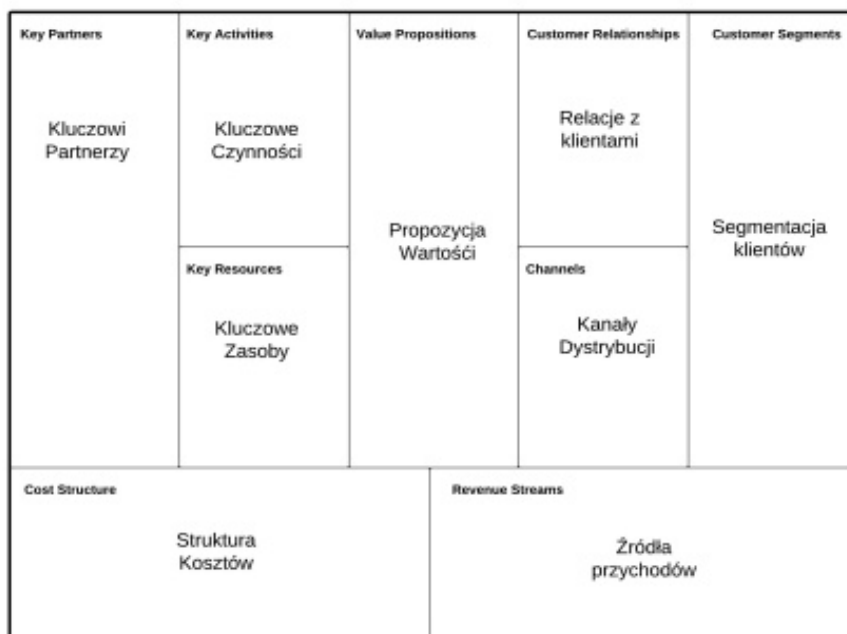 Key Partners
Kluczowi
Partnerzy
Key Activities
Kluczowe
Czynności
Key Resources
Kluczowe
Zasoby
Value Propositions
Propozycja
Wartośći
Customer Relationships
Relacje z
klientami
Channels
Kanały
Dystrybucji
Customer Segments
Segmentacja
klientów
Cost Structure
Struktura
Kosztów
Revenue Streams
Źródła
przychodów